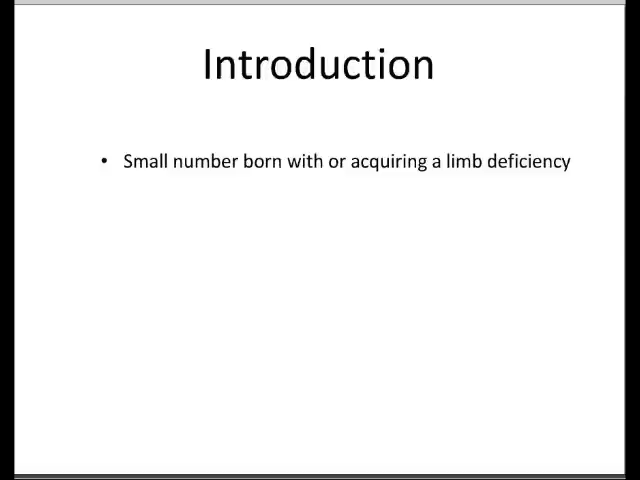 Introduction
• Small number born with or acquiring a limb deficiency